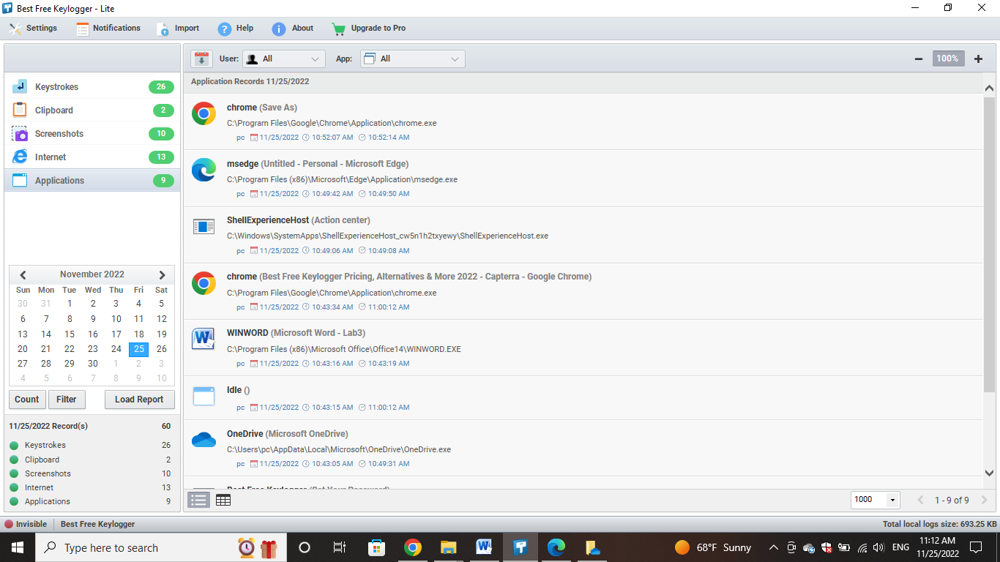 Best Free Keylogger - Lite
Settings Notifications Import Help About Upgrade to Pro
User: All App: All 100%
Keystrokes 26
Clipboard 2
Screenshots 10
Internet 13
Applications 9
November 2022
Sun Mon Tue Wed Thu Fri Sat
30 31 1 2 3 4 5
6 7 8 9 10 11 12
13 14 15 16 17 18 19
20 21 22 23 24 25 26
27 28 29 30 1 2 3
4 5 6 7 8 9 10
Count Filter Load Report
11/25/2022 Record(s) 60
Keystrokes 26
Clipboard 2
Screenshots 10
Internet 13
Applications 9
Application Records 11/25/2022
chrome (Save As)
C:\Program Files\Google\Chrome\Application\chrome.exe
pc 11/25/2022 10:52:07 AM 10:52:14 AM
msedge (Untitled - Personal - Microsoft Edge)
C:\Program Files (x86)\Microsoft\Edge\Application\msedge.exe
pc 11/25/2022 10:49:42 AM 10:49:50 AM
ShellExperienceHost (Action center)
C:\Windows\SystemApps\ShellExperienceHost_cw5n1h2txyewy\ShellExperienceHost.exe
pc 11/25/2022 10:49:06 AM 10:49:08 AM
chrome (Best Free Keylogger Pricing, Alternatives & More 2022 - Capterra - Google Chrome)
C:\Program Files\Google\Chrome\Application\chrome.exe
pc 11/25/2022 10:43:34 AM 11:00:12 AM
WINWORD (Microsoft Word - Lab3)
C:\Program Files (x86)\Microsoft Office\Office14\WINWORD.EXE
pc 11/25/2022 10:43:16 AM 10:43:19 AM
Idle ()
pc 11/25/2022 10:43:15 AM 11:00:12 AM
OneDrive (Microsoft OneDrive)
C:\Users\pc\AppData\Local\Microsoft\OneDrive\OneDrive.exe
pc 11/25/2022 10:43:05 AM 10:49:31 AM
Best Free Keylogger (Set Your Password)
1000 1 - 9 of 9
Invisible Best Free Keylogger Total local logs size: 693.25 KB
Type here to search 68°F Sunny ENG 11:12 AM
11/25/2022